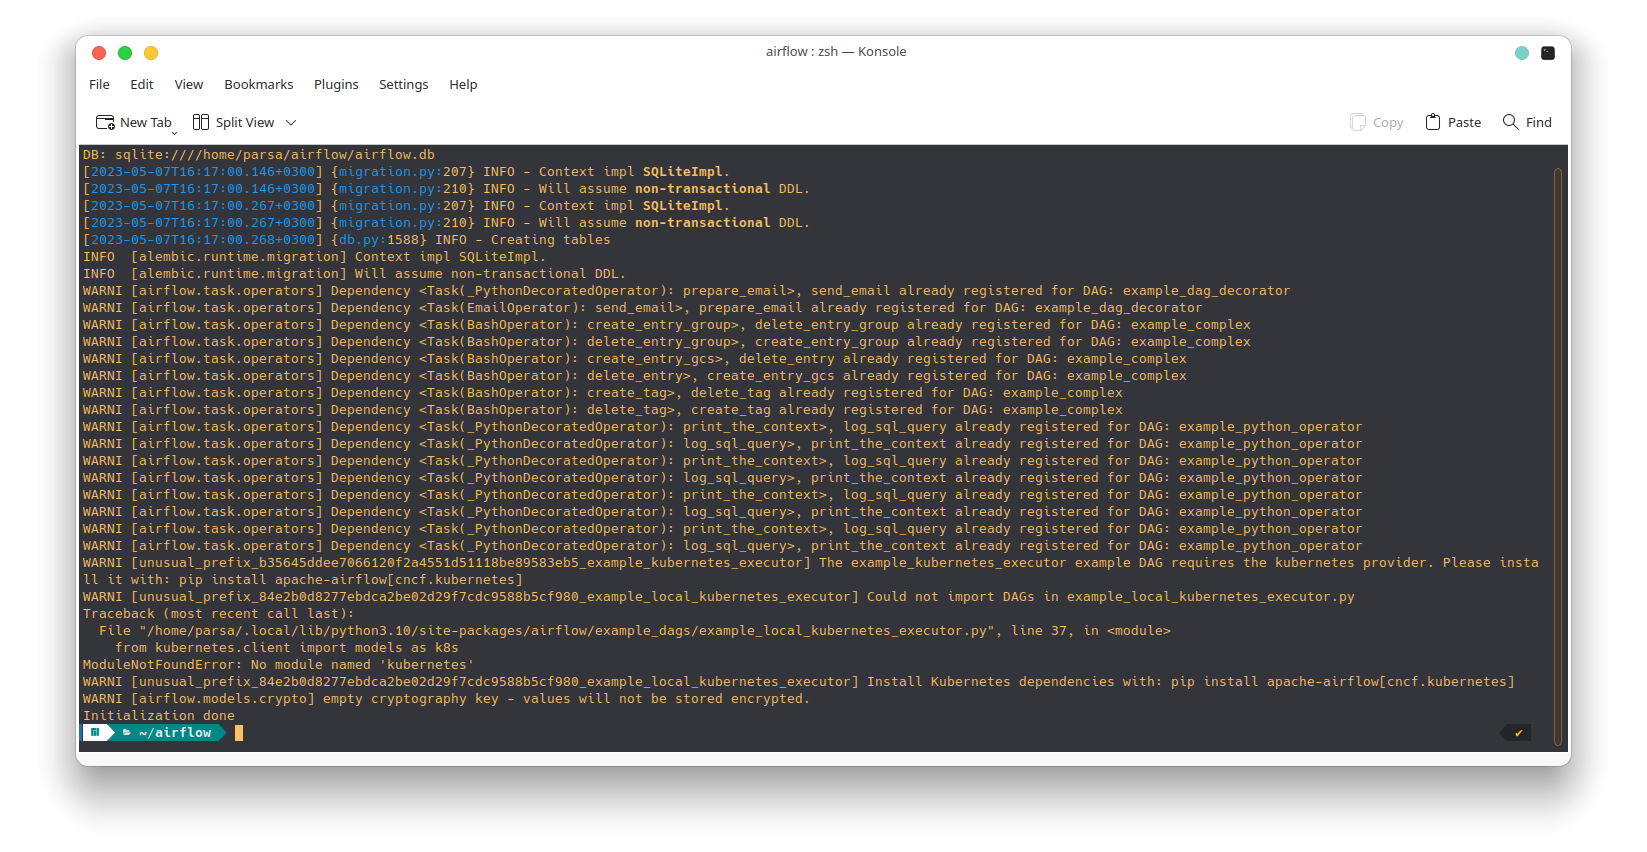 airflow : zsh — Konsole
File Edit View Bookmarks Plugins Settings Help
New Tab Split View Copy Paste Find
DB: sqlite:////home/parsa/airflow/airflow.db
[2023-05-07T16:17:00.146+0300] {migration.py:207} INFO - Context impl SQLiteImpl.
[2023-05-07T16:17:00.146+0300] {migration.py:210} INFO - Will assume non-transactional DDL.
[2023-05-07T16:17:00.267+0300] {migration.py:207} INFO - Context impl SQLiteImpl.
[2023-05-07T16:17:00.267+0300] {migration.py:210} INFO - Will assume non-transactional DDL.
[2023-05-07T16:17:00.268+0300] {db.py:1588} INFO - Creating tables
INFO  [alembic.runtime.migration] Context impl SQLiteImpl.
INFO  [alembic.runtime.migration] Will assume non-transactional DDL.
WARNI [airflow.task.operators] Dependency <Task(_PythonDecoratedOperator): prepare_email>, send_email already registered for DAG: example_dag_decorator
WARNI [airflow.task.operators] Dependency <Task(EmailOperator): send_email>, prepare_email already registered for DAG: example_dag_decorator
WARNI [airflow.task.operators] Dependency <Task(BashOperator): create_entry_group>, delete_entry_group already registered for DAG: example_complex
WARNI [airflow.task.operators] Dependency <Task(BashOperator): delete_entry_group>, create_entry_group already registered for DAG: example_complex
WARNI [airflow.task.operators] Dependency <Task(BashOperator): create_entry_gcs>, delete_entry already registered for DAG: example_complex
WARNI [airflow.task.operators] Dependency <Task(BashOperator): delete_entry>, create_entry_gcs already registered for DAG: example_complex
WARNI [airflow.task.operators] Dependency <Task(BashOperator): create_tag>, delete_tag already registered for DAG: example_complex
WARNI [airflow.task.operators] Dependency <Task(BashOperator): delete_tag>, create_tag already registered for DAG: example_complex
WARNI [airflow.task.operators] Dependency <Task(_PythonDecoratedOperator): print_the_context>, log_sql_query already registered for DAG: example_python_operator
WARNI [airflow.task.operators] Dependency <Task(_PythonDecoratedOperator): log_sql_query>, print_the_context already registered for DAG: example_python_operator
WARNI [airflow.task.operators] Dependency <Task(_PythonDecoratedOperator): print_the_context>, log_sql_query already registered for DAG: example_python_operator
WARNI [airflow.task.operators] Dependency <Task(_PythonDecoratedOperator): log_sql_query>, print_the_context already registered for DAG: example_python_operator
WARNI [airflow.task.operators] Dependency <Task(_PythonDecoratedOperator): print_the_context>, log_sql_query already registered for DAG: example_python_operator
WARNI [airflow.task.operators] Dependency <Task(_PythonDecoratedOperator): log_sql_query>, print_the_context already registered for DAG: example_python_operator
WARNI [airflow.task.operators] Dependency <Task(_PythonDecoratedOperator): print_the_context>, log_sql_query already registered for DAG: example_python_operator
WARNI [airflow.task.operators] Dependency <Task(_PythonDecoratedOperator): log_sql_query>, print_the_context already registered for DAG: example_python_operator
WARNI [unusual_prefix_b35645ddee7066120f2a4551d51118be89583eb5_example_kubernetes_executor] The example_kubernetes_executor example DAG requires the kubernetes provider. Please insta
ll it with: pip install apache-airflow[cncf.kubernetes]
WARNI [unusual_prefix_84e2b0d8277ebdca2be02d29f7cdc9588b5cf980_example_local_kubernetes_executor] Could not import DAGs in example_local_kubernetes_executor.py
Traceback (most recent call last):
  File "/home/parsa/.local/lib/python3.10/site-packages/airflow/example_dags/example_local_kubernetes_executor.py", line 37, in <module>
    from kubernetes.client import models as k8s
ModuleNotFoundError: No module named 'kubernetes'
WARNI [unusual_prefix_84e2b0d8277ebdca2be02d29f7cdc9588b5cf980_example_local_kubernetes_executor] Install Kubernetes dependencies with: pip install apache-airflow[cncf.kubernetes]
WARNI [airflow.models.crypto] empty cryptography key - values will not be stored encrypted.
Initialization done
~/airflow ✔